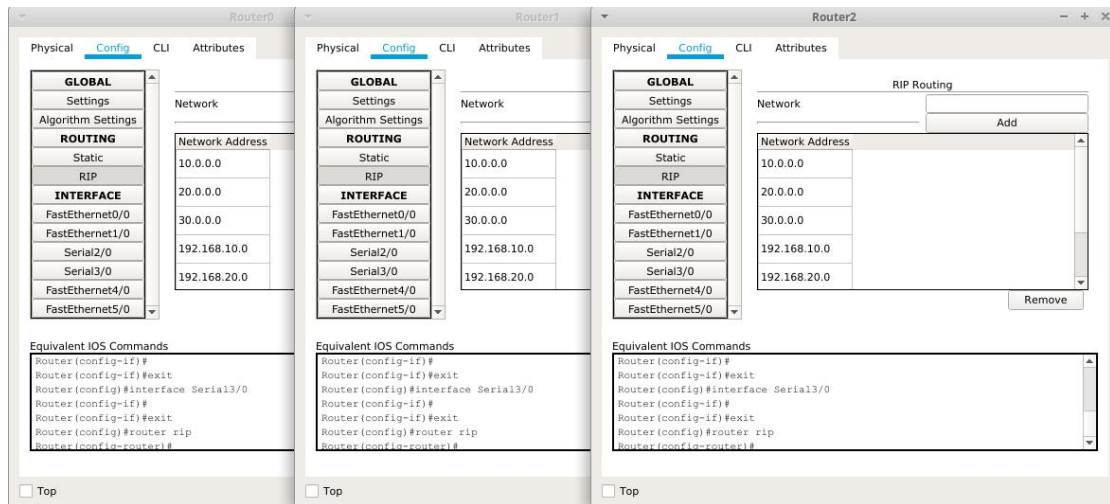 Router0
Physical Config CLI Attributes
GLOBAL
Settings
Algorithm Settings
ROUTING
Static
RIP
INTERFACE
FastEthernet0/0
FastEthernet1/0
Serial2/0
Serial3/0
FastEthernet4/0
FastEthernet5/0
Network
Network Address
10.0.0.0
20.0.0.0
30.0.0.0
192.168.10.0
192.168.20.0
Equivalent IOS Commands
Router(config-if)#
Router(config-if)#exit
Router(config)#interface Serial3/0
Router(config-if)#
Router(config-if)#exit
Router(config)#router rip
Router(config-router)#
Top
Router1
Physical Config CLI Attributes
GLOBAL
Settings
Algorithm Settings
ROUTING
Static
RIP
INTERFACE
FastEthernet0/0
FastEthernet1/0
Serial2/0
Serial3/0
FastEthernet4/0
FastEthernet5/0
Network
Network Address
10.0.0.0
20.0.0.0
30.0.0.0
192.168.10.0
192.168.20.0
Equivalent IOS Commands
Router(config-if)#
Router(config-if)#exit
Router(config)#interface Serial3/0
Router(config-if)#
Router(config-if)#exit
Router(config)#router rip
Router(config-router)#
Top
Router2
Physical Config CLI Attributes
GLOBAL
Settings
Algorithm Settings
ROUTING
Static
RIP
INTERFACE
FastEthernet0/0
FastEthernet1/0
Serial2/0
Serial3/0
FastEthernet4/0
FastEthernet5/0
RIP Routing
Network
Add
Network Address
10.0.0.0
20.0.0.0
30.0.0.0
192.168.10.0
192.168.20.0
Remove
Equivalent IOS Commands
Router(config-if)#
Router(config-if)#exit
Router(config)#interface Serial3/0
Router(config-if)#
Router(config-if)#exit
Router(config)#router rip
Router(config-router)#
Top